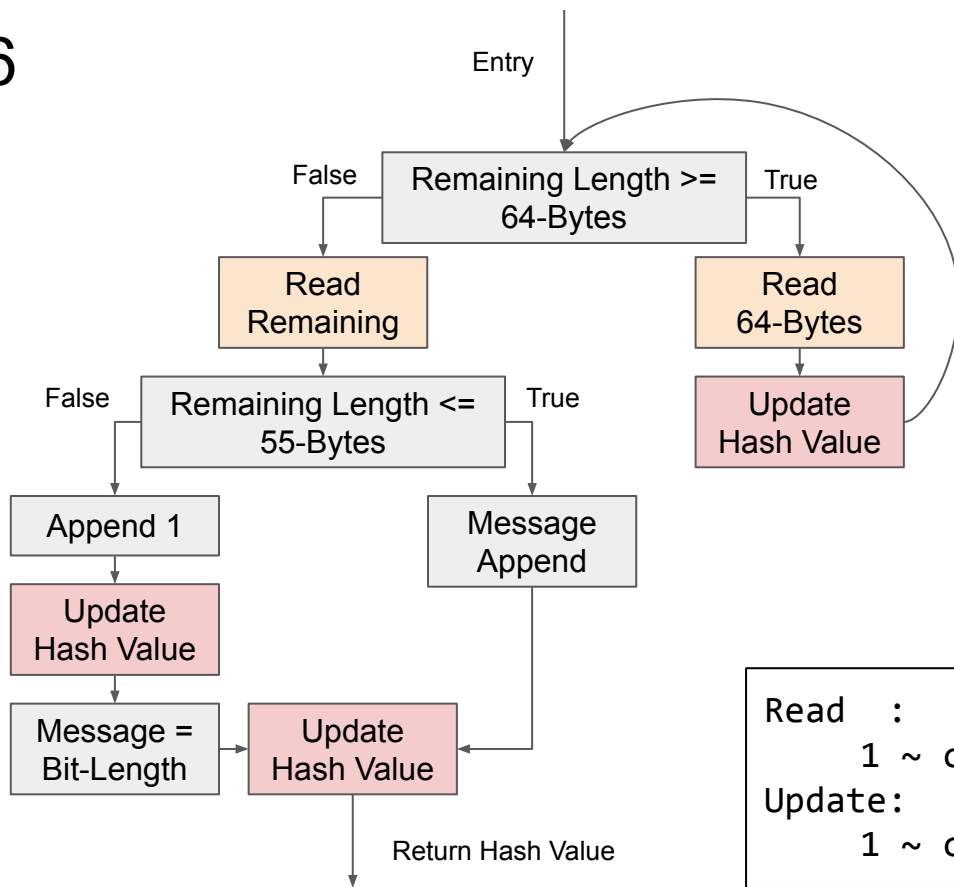 6
Entry
False
Remaining Length >=
64-Bytes
True
Read
Remaining
Read
64-Bytes
False
Remaining Length <=
55-Bytes
True
Update
Hash Value
Append 1
Message
Append
Update
Hash Value
Message =
Bit-Length
Update
Hash Value
Read :
1 ~
Update:
1 ~
Return Hash Value